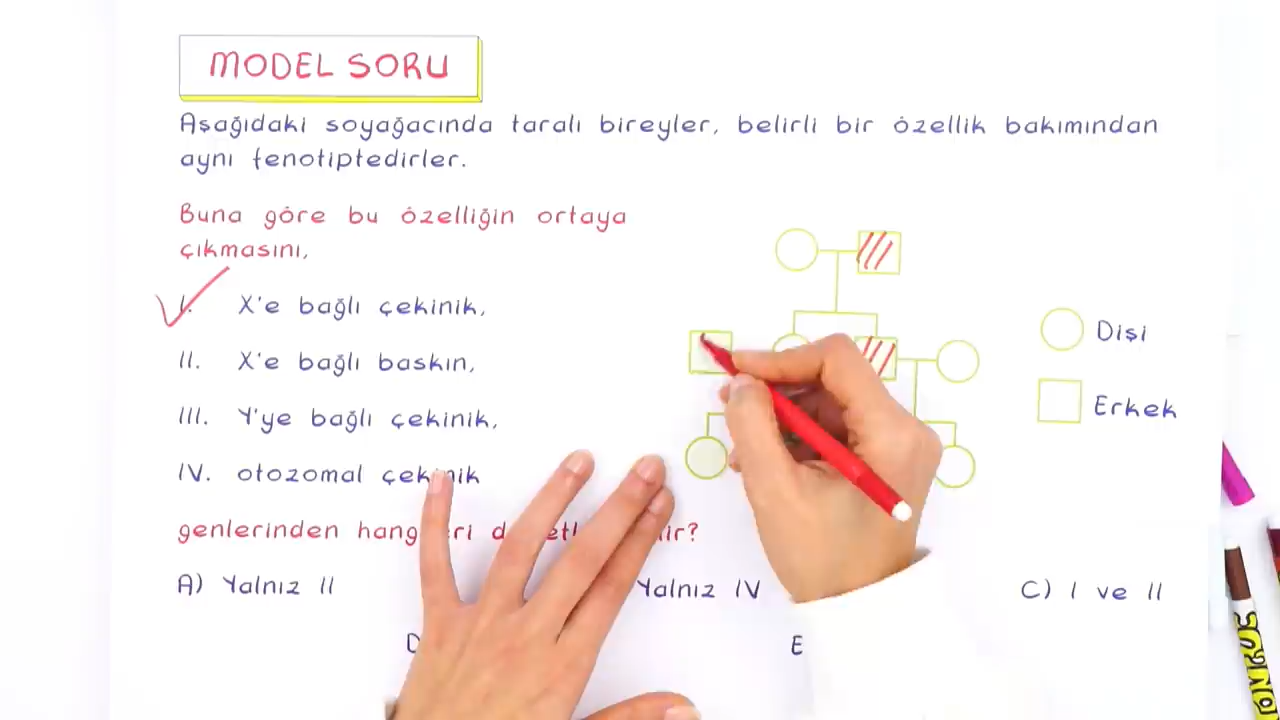 MODEL SORU
Aşağıdaki soyağacında taralı bireyler, belirli bir özellik bakımından
aynı fenotiptedirler.
Buna göre bu özelliğin ortaya
çıkmasını,
I. X'e bağlı çekinik,
II. X'e bağlı baskın,
III. Y'ye bağlı çekinik,
IV. otozomal çekinik
genlerinden
Dişi
Erkek
A) Yalnız II
Yalnız IV
C) I ve II
D
E